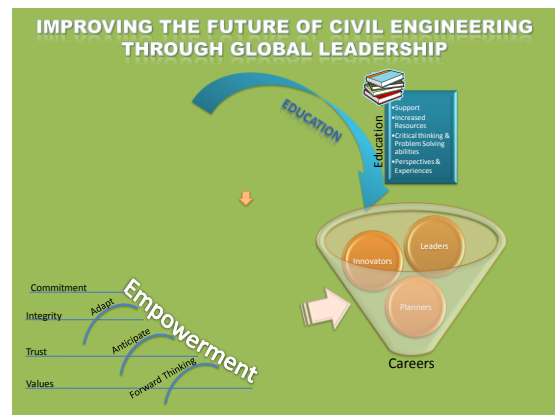 IMPROVING THE FUTURE OF CIVIL ENGINEERING
THROUGH GLOBAL LEADERSHIP
EDUCATION
Education
•Support
•Increased
Resources
•Critical thinking &
Problem Solving
abilities
•Perspectives &
Experiences
Innovators
Leaders
Planners
Careers
Commitment
Integrity
Trust
Values
Adapt
Anticipate
Forward Thinking
Empowerment